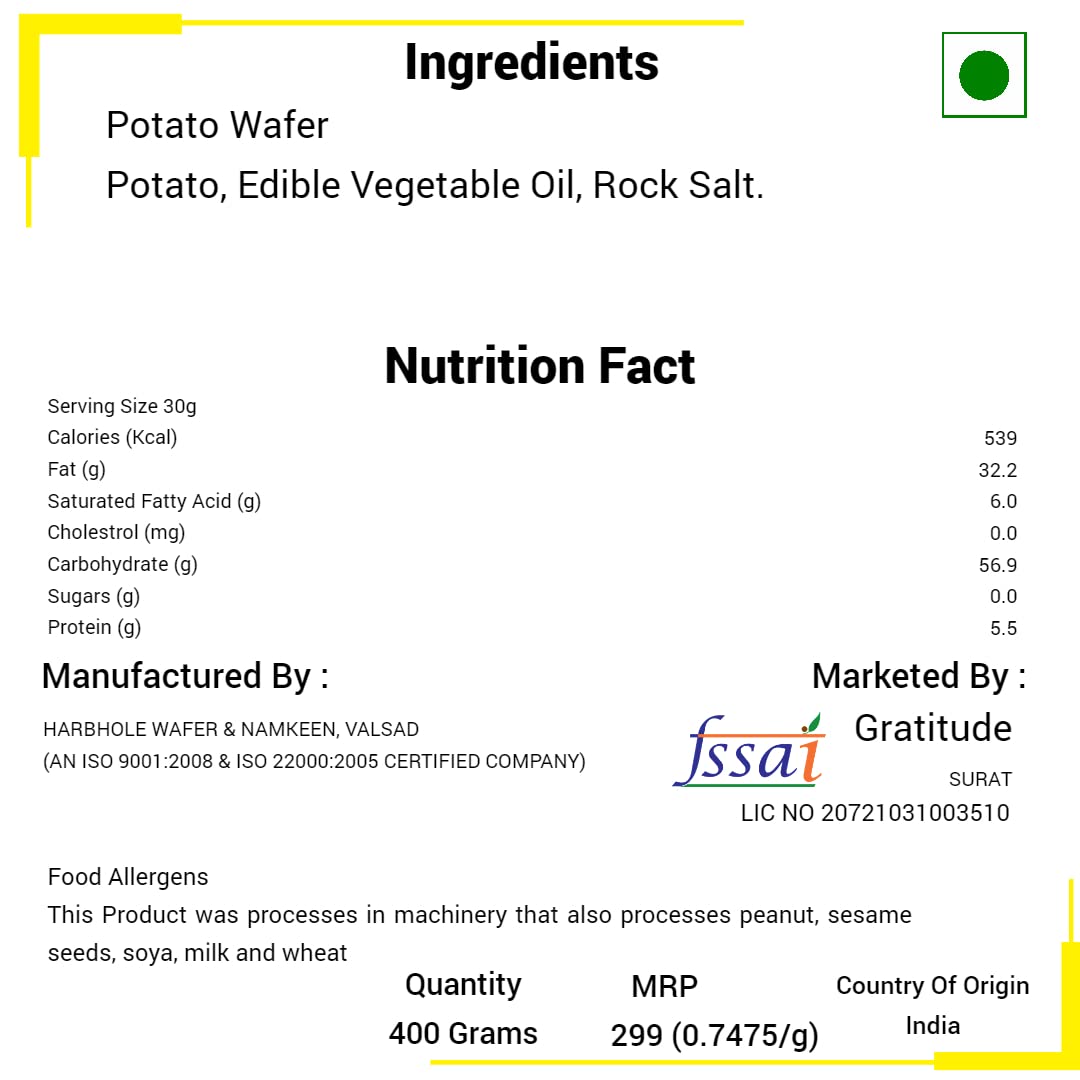 Ingredients
Potato Wafer
Potato, Edible Vegetable Oil, Rock Salt.
Nutrition Fact
Serving Size 30g
Calories (Kcal) 539
Fat (g) 32.2
Saturated Fatty Acid (g) 6.0
Cholestrol (mg) 0.0
Carbohydrate (g) 56.9
Sugars (g) 0.0
Protein (g) 5.5
Manufactured By :
HARBHOLE WAFER & NAMKEEN, VALSAD
(AN ISO 9001:2008 & ISO 22000:2005 CERTIFIED COMPANY)
Marketed By :
fssai Gratitude
SURAT
LIC NO 20721031003510
Food Allergens
This Product was processes in machinery that also processes peanut, sesame
seeds, soya, milk and wheat
Quantity
400 Grams
MRP
299 (0.7475/g)
Country Of Origin
India